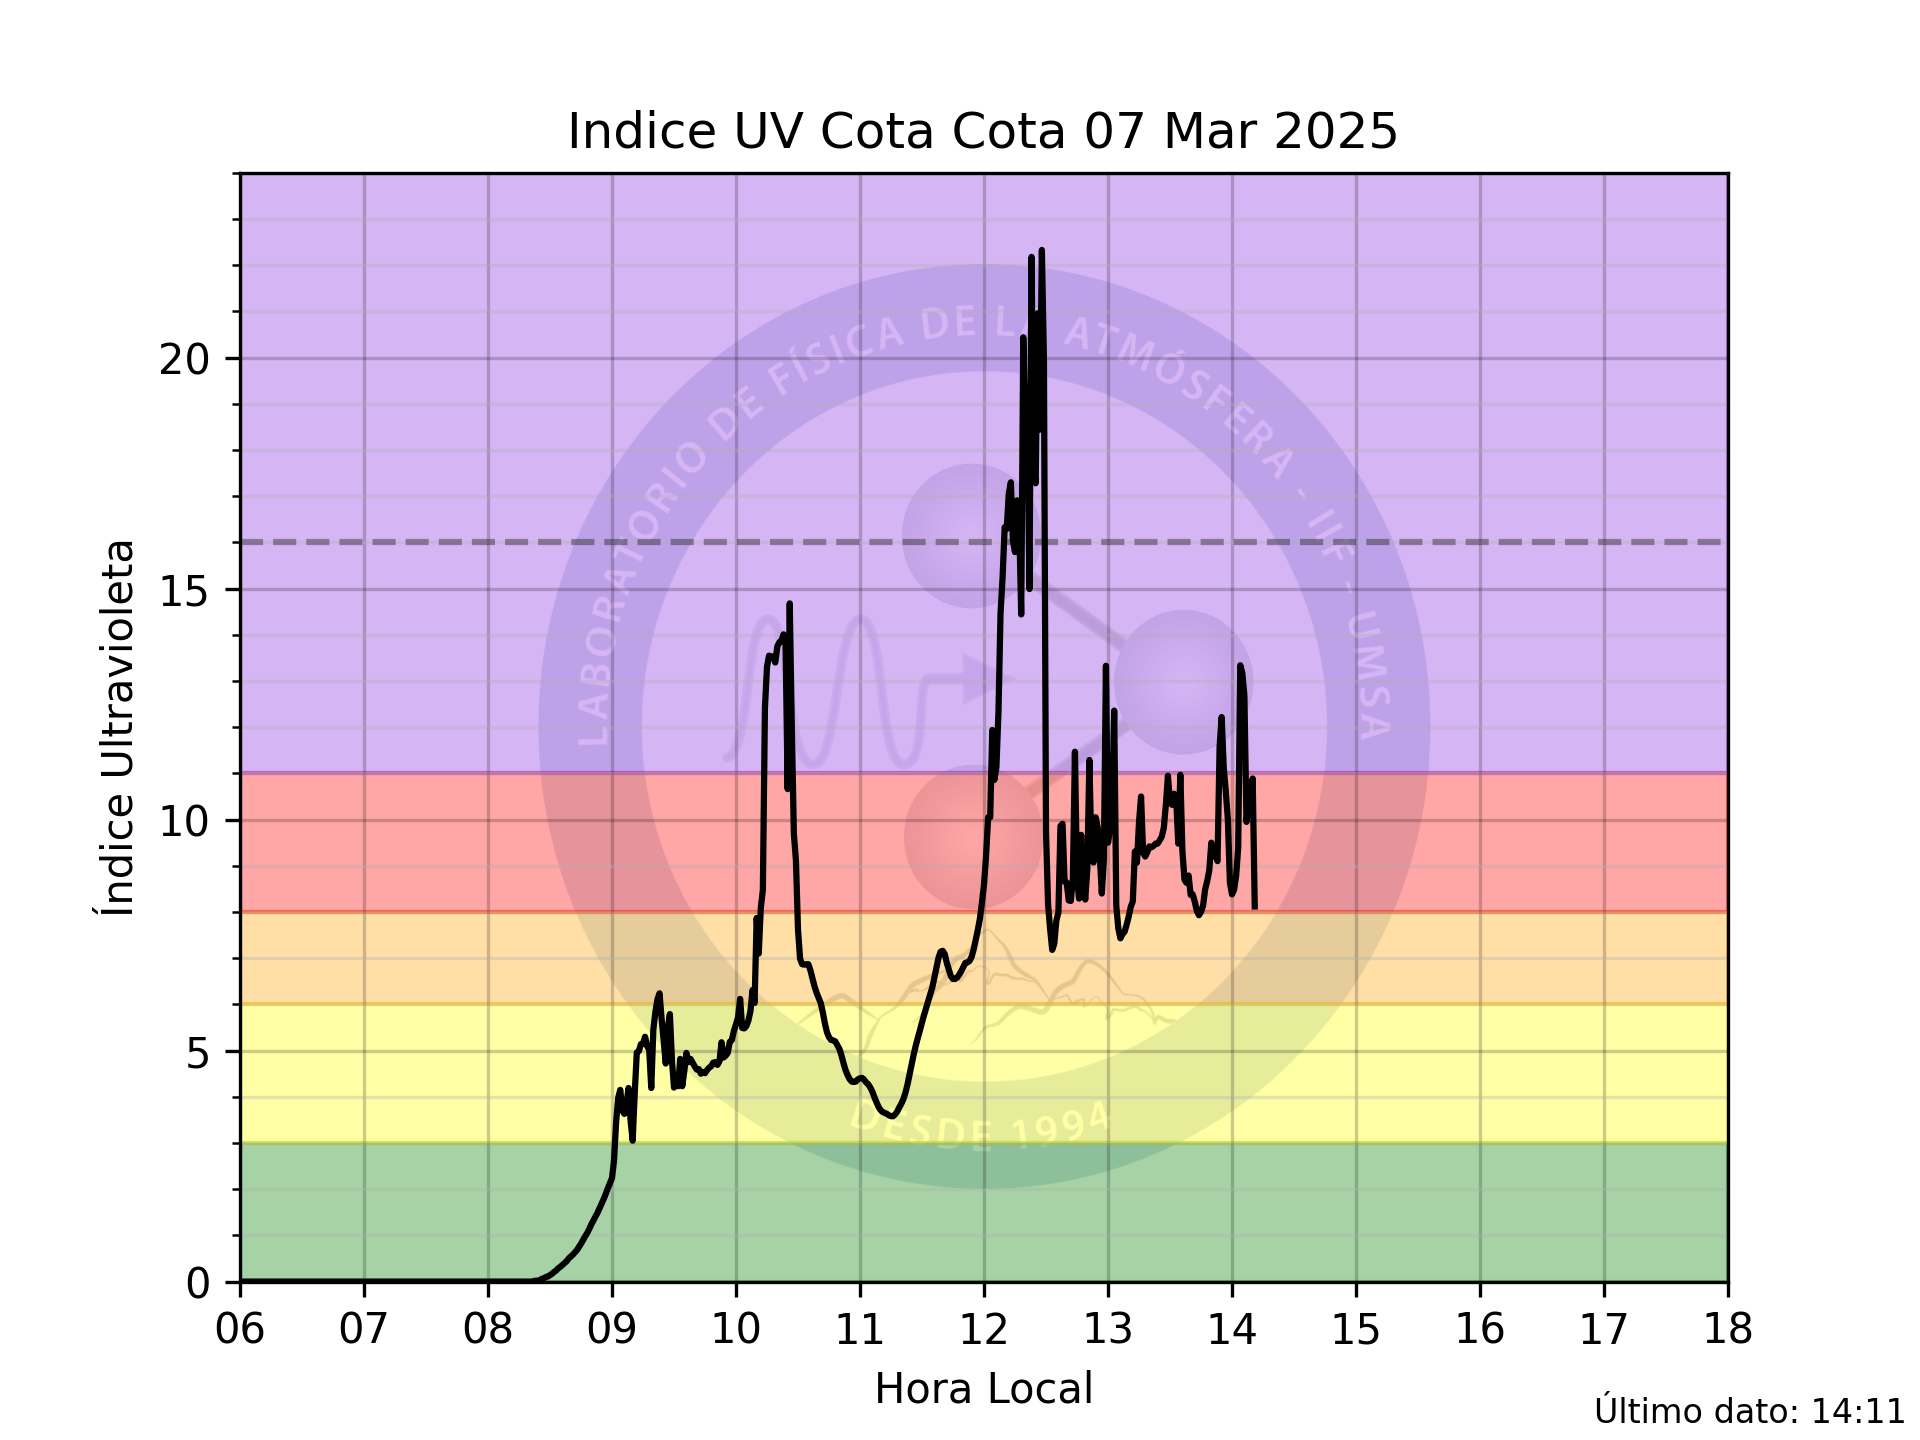 Indice UV Cota Cota 07 Mar 2025
Índice Ultravioleta
20
15
10
5
0
LABORATORIO DE FÍSICA DE LA ATMÓSFERA - IIF - UMSA
DESDE 1994
06 07 08 09 10 11 12 13 14 15 16 17 18
Hora Local
Último dato: 14:11